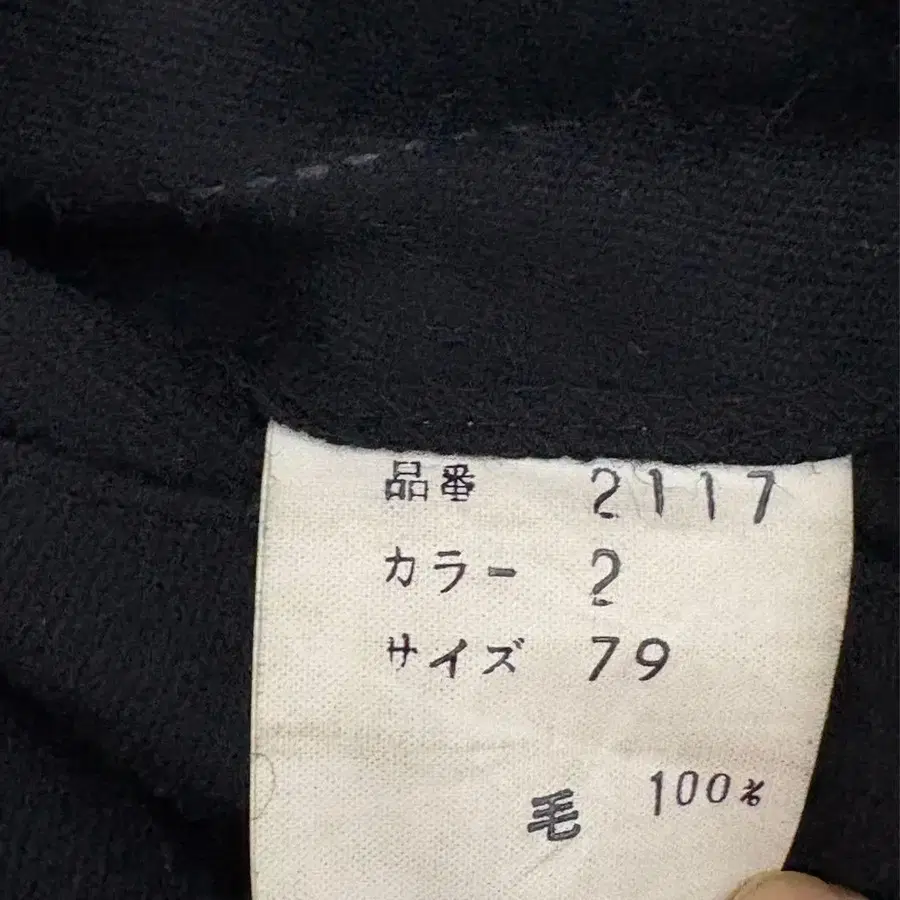 品番 2117
カラー 2
サイズ 79
毛 100%